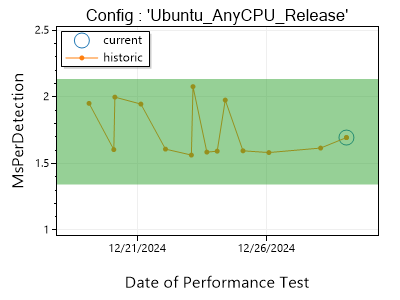 Config : 'Ubuntu_AnyCPU_Release'
current
historic
MsPerDetection
2.5
2
1.5
1
12/21/2024
12/26/2024
Date of Performance Test